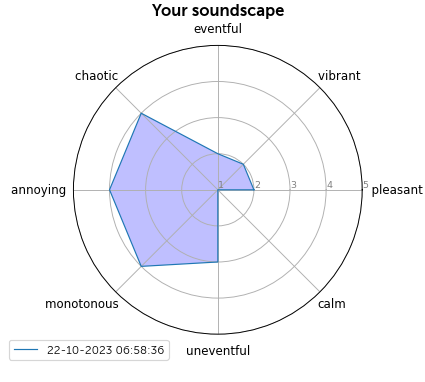 Your soundscape
eventful
chaotic
vibrant
annoying
1
2
3
4
5
pleasant
monotonous
calm
22-10-2023 06:58:36
uneventful